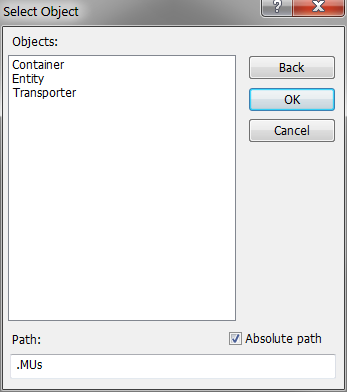 Select Object
?
Objects:
Container
Entity
Transporter
Back
OK
Cancel
Path:
Absolute path
.MUs